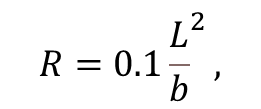 R = 0.1 L²/b ,